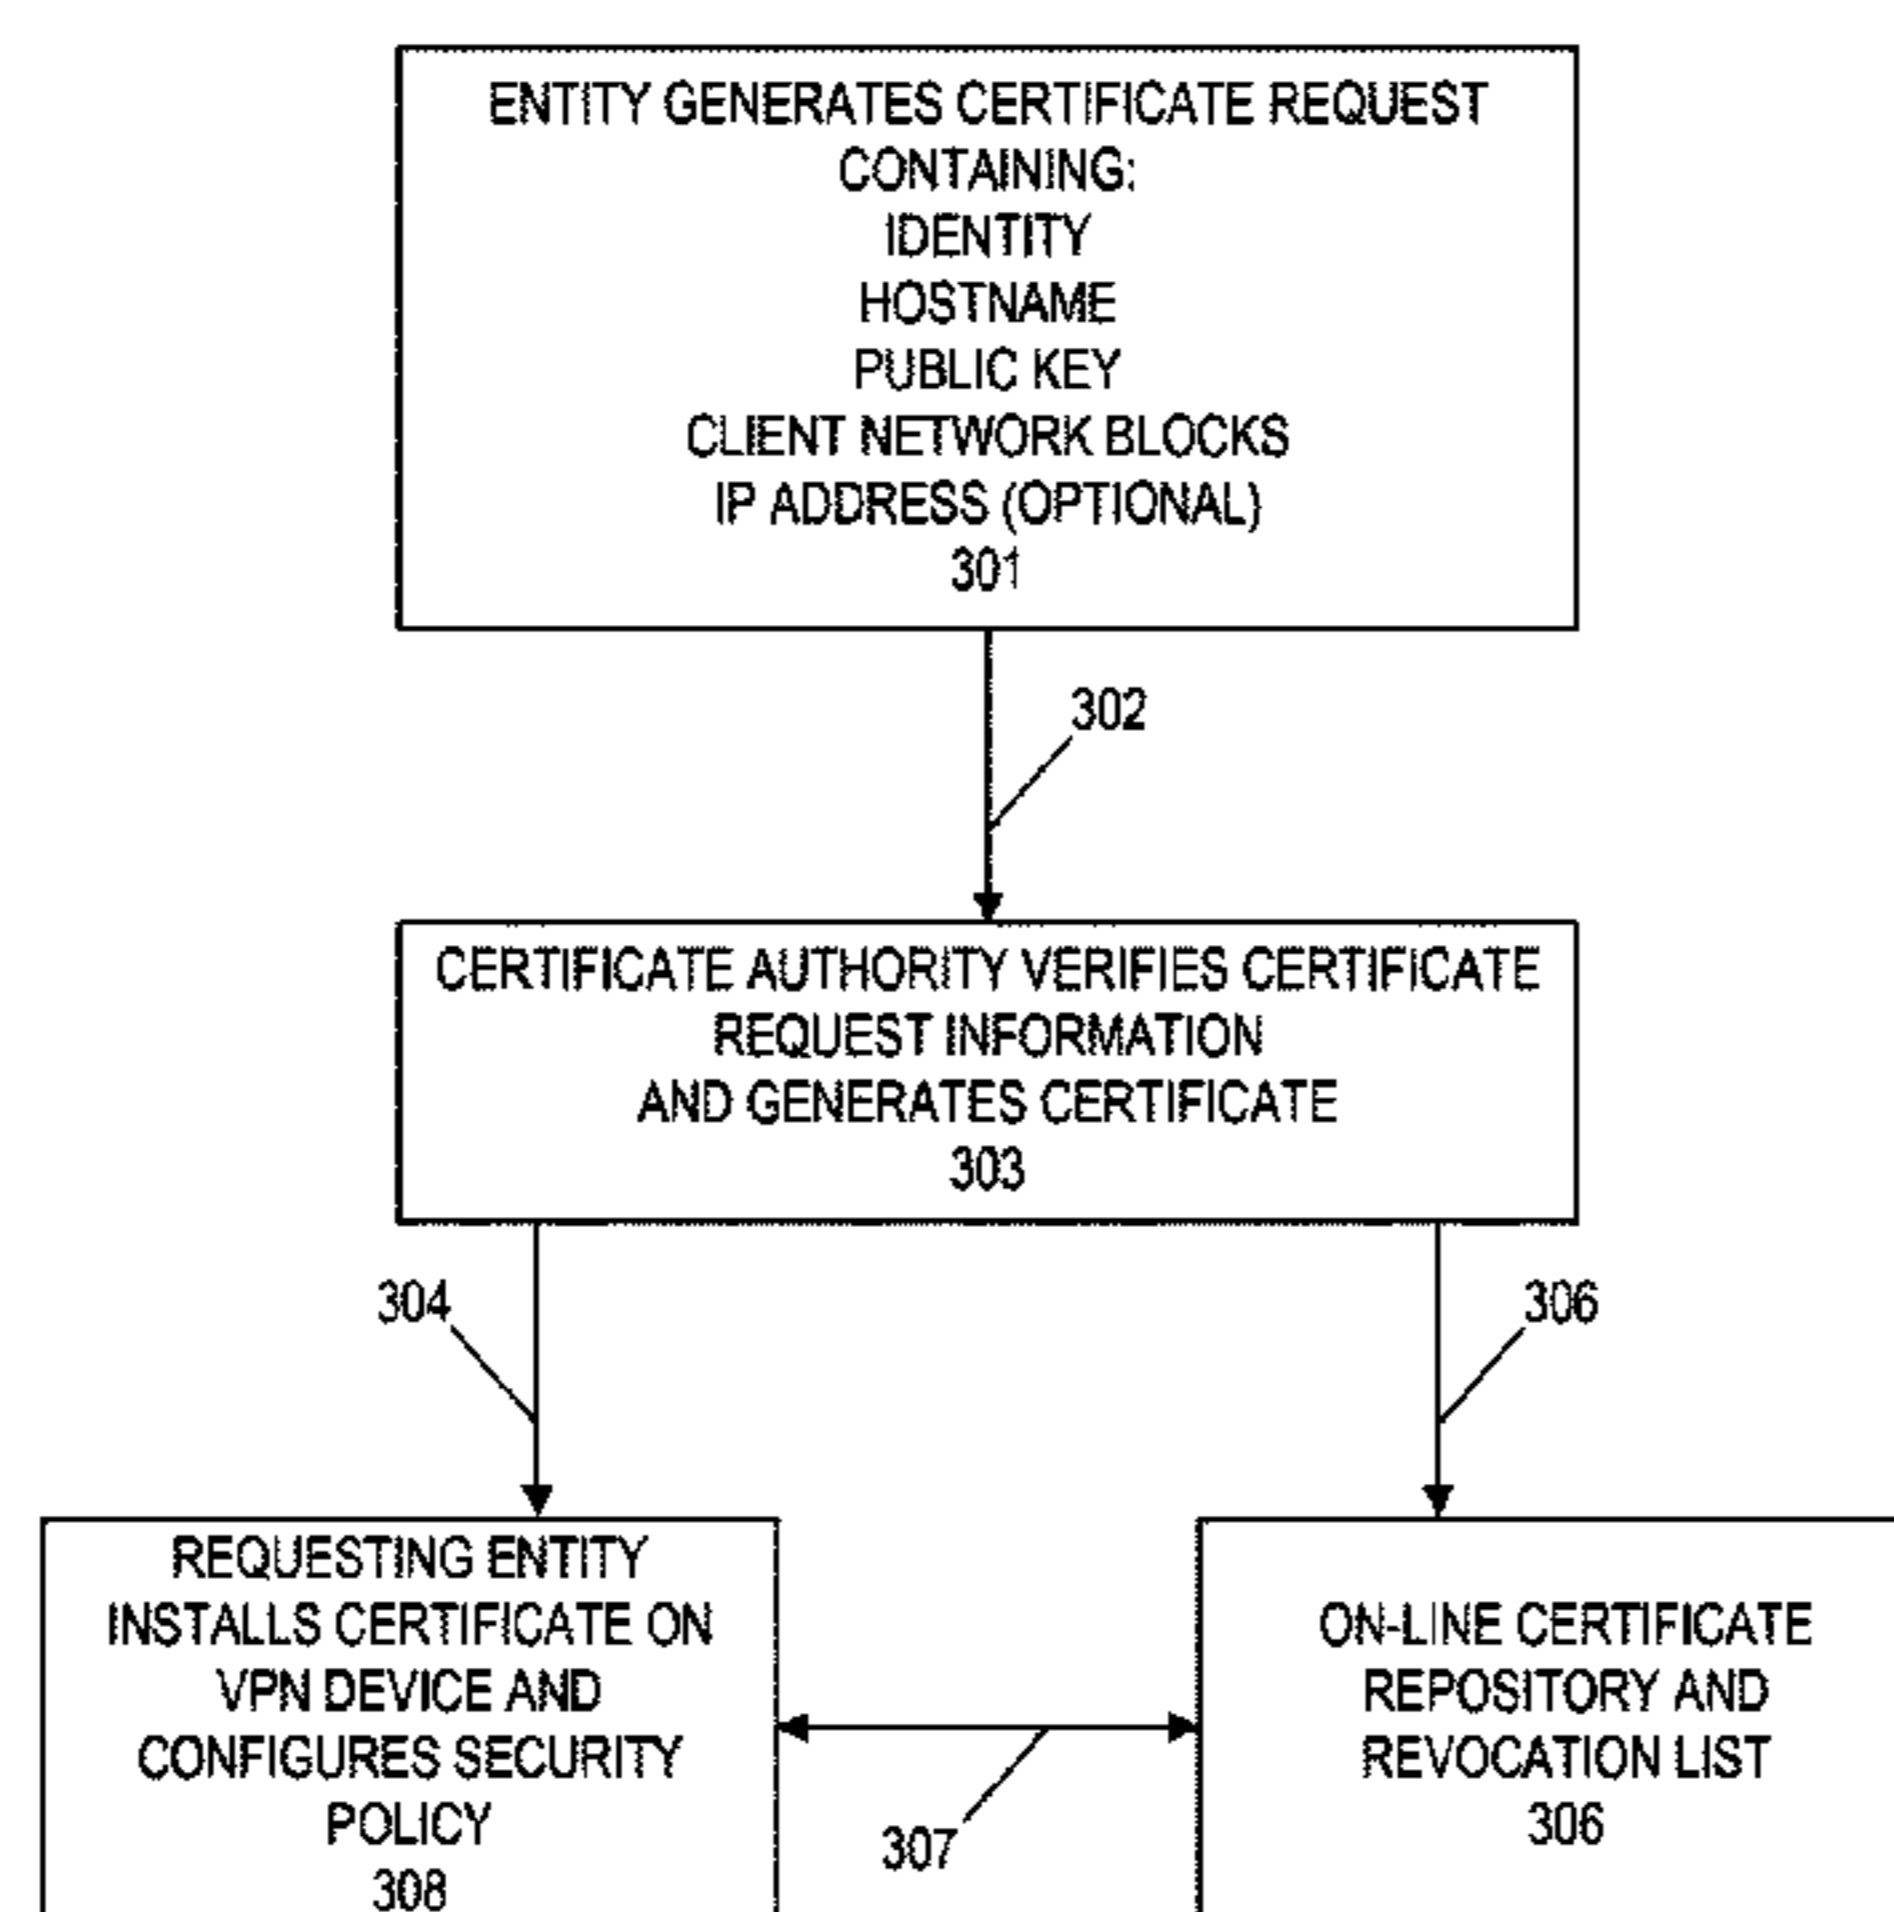 ENTITY GENERATES CERTIFICATE REQUEST
CONTAINING:
IDENTITY
HOSTNAME
PUBLIC KEY
CLIENT NETWORK BLOCKS
IP ADDRESS (OPTIONAL)
301
302
CERTIFICATE AUTHORITY VERIFIES CERTIFICATE
REQUEST INFORMATION
AND GENERATES CERTIFICATE
303
304
306
REQUESTING ENTITY
INSTALLS CERTIFICATE ON
VPN DEVICE AND
CONFIGURES SECURITY
POLICY
308
307
ON-LINE CERTIFICATE
REPOSITORY AND
REVOCATION LIST
306